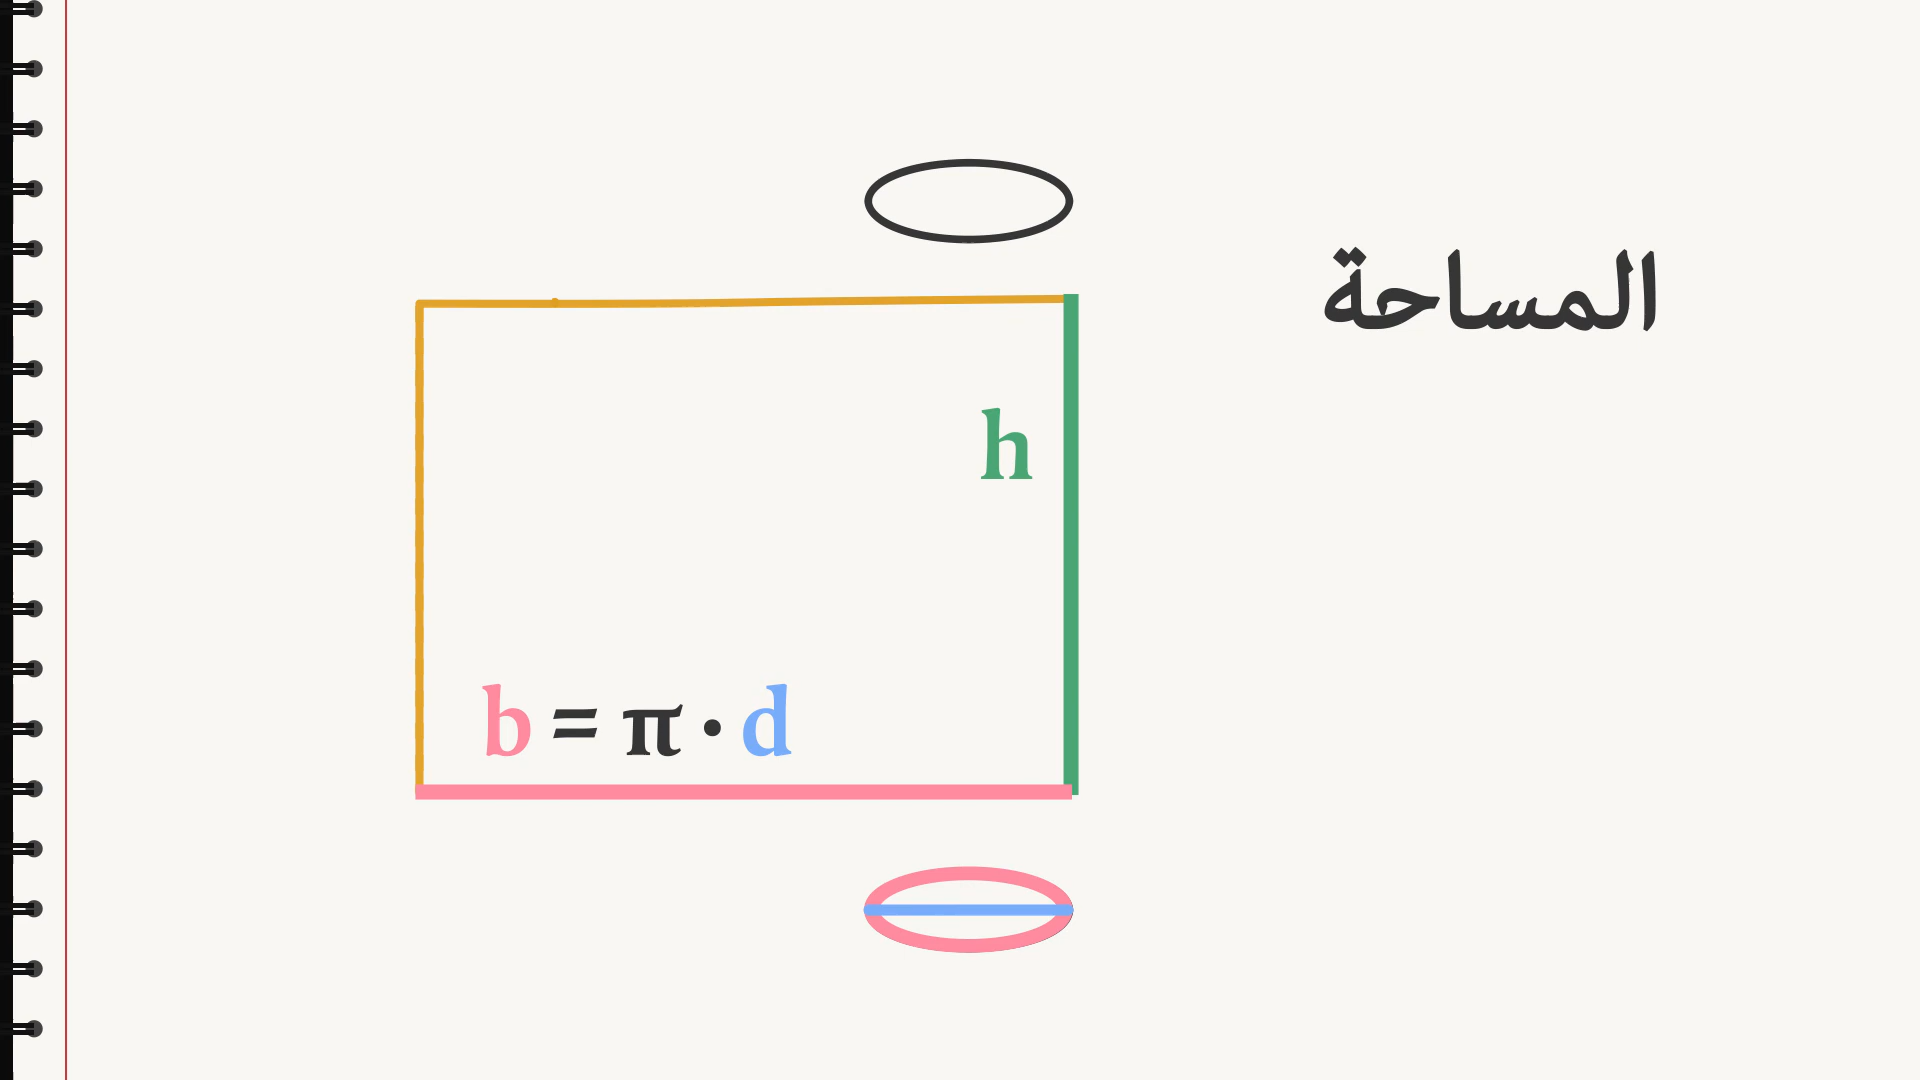 المساحة
h
b = π · d